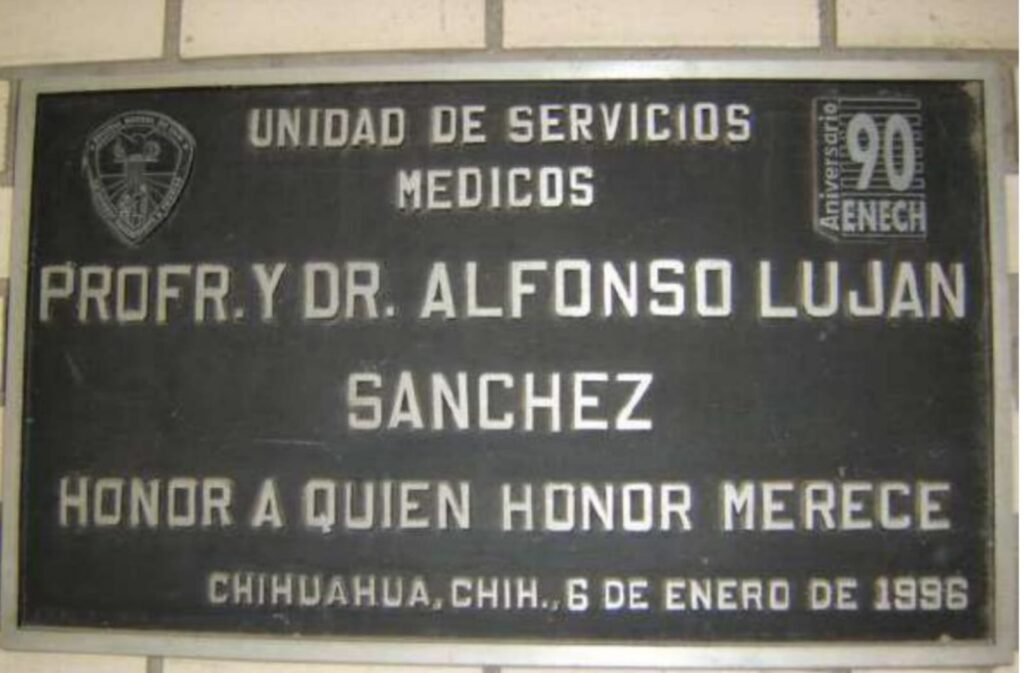 UNIDAD DE SERVICIOS
MEDICOS
Aniversario
90
ENECH
PROFR. Y DR. ALFONSO LUJAN
SANCHEZ
HONOR A QUIEN HONOR MERECE
CHIHUAHUA, CHIH., 6 DE ENERO DE 1996